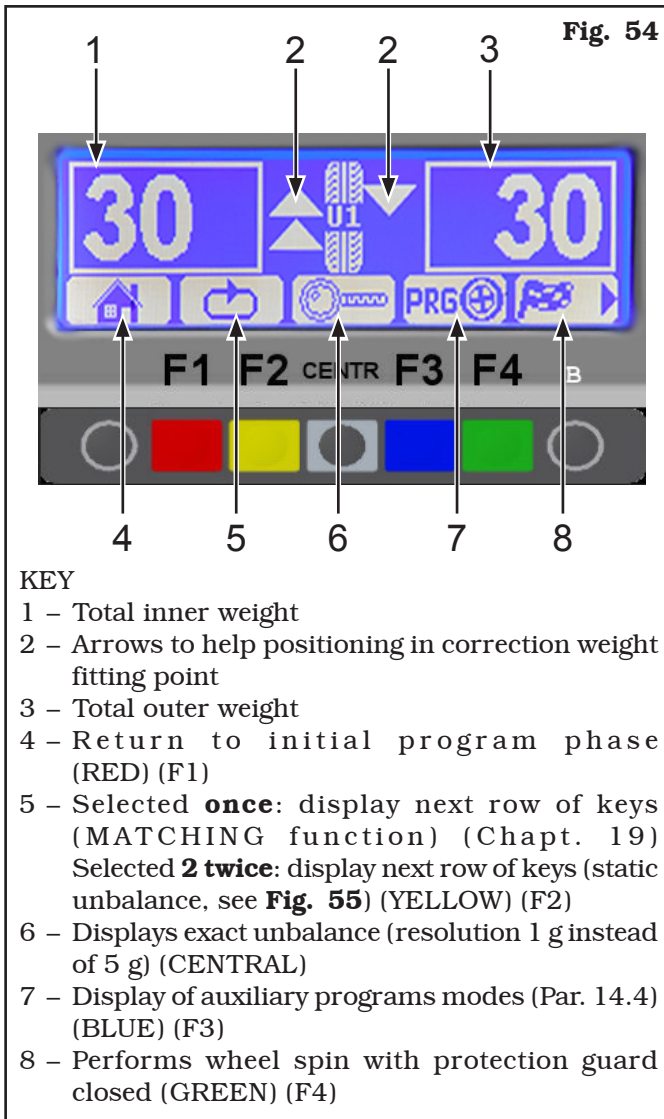 Fig. 54
1 2 2 3
30 U1 30
PRG
F1 F2 CENTR F3 F4 B
4 5 6 7 8
KEY
1 – Total inner weight
2 – Arrows to help positioning in correction weight
fitting point
3 – Total outer weight
4 – Return to initial program phase
(RED) (F1)
5 – Selected once: display next row of keys
(MATCHING function) (Chapt. 19)
Selected 2 twice: display next row of keys (static
unbalance, see Fig. 55) (YELLOW) (F2)
6 – Displays exact unbalance (resolution 1 g instead
of 5 g) (CENTRAL)
7 – Display of auxiliary programs modes (Par. 14.4)
(BLUE) (F3)
8 – Performs wheel spin with protection guard
closed (GREEN) (F4)